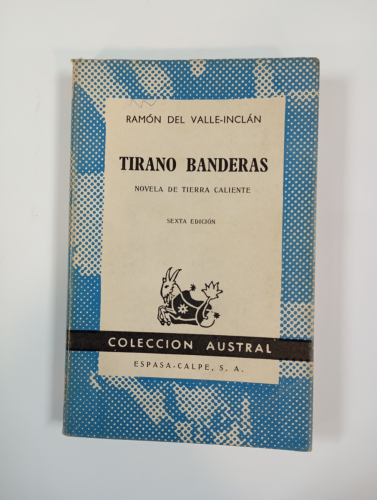 RAMÓN DEL VALLE-INCLÁN
TIRANO BANDERAS
NOVELA DE TIERRA CALIENTE
SEXTA EDICIÓN
COLECCION AUSTRAL
ESPASA-CALPE, S. A.